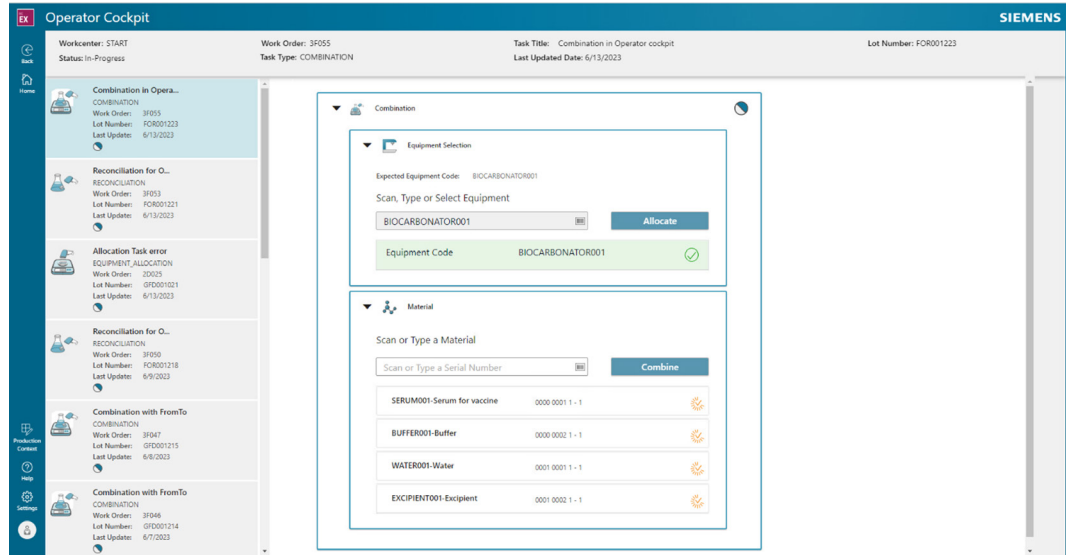 EX
Operator Cockpit
SIEMENS
Back
Home
Production
Context
Help
Settings
Workcenter: START
Status: In-Progress
Work Order: 3F055
Task Type: COMBINATION
Task Title: Combination in Operator cockpit
Last Updated Date: 6/13/2023
Lot Number: FOR001223
Combination in Opera...
COMBINATION
Work Order: 3F055
Lot Number: FOR001223
Last Update: 6/13/2023
Reconciliation for O...
RECONCILIATION
Work Order: 3F053
Lot Number: FOR001221
Last Update: 6/13/2023
Allocation Task error
EQUIPMENT_ALLOCATION
Work Order: 2D025
Lot Number: GFD001021
Last Update: 6/13/2023
Reconciliation for O...
RECONCILIATION
Work Order: 3F050
Lot Number: FOR001218
Last Update: 6/9/2023
Combination with FromTo
COMBINATION
Work Order: 3F047
Lot Number: GFD001215
Last Update: 6/8/2023
Combination with FromTo
COMBINATION
Work Order: 3F046
Lot Number: GFD001214
Last Update: 6/7/2023
Combination
Equipment Selection
Expected Equipment Code: BIOCARBONATOR001
Scan, Type or Select Equipment
BIOCARBONATOR001
Allocate
Equipment Code BIOCARBONATOR001
Material
Scan or Type a Material
Scan or Type a Serial Number
Combine
SERUM001-Serum for vaccine 0000 0001 1 - 1
BUFFER001-Buffer 0000 0002 1 - 1
WATER001-Water 0001 0001 1 - 1
EXCIPIENT001-Excipient 0001 0002 1 - 1